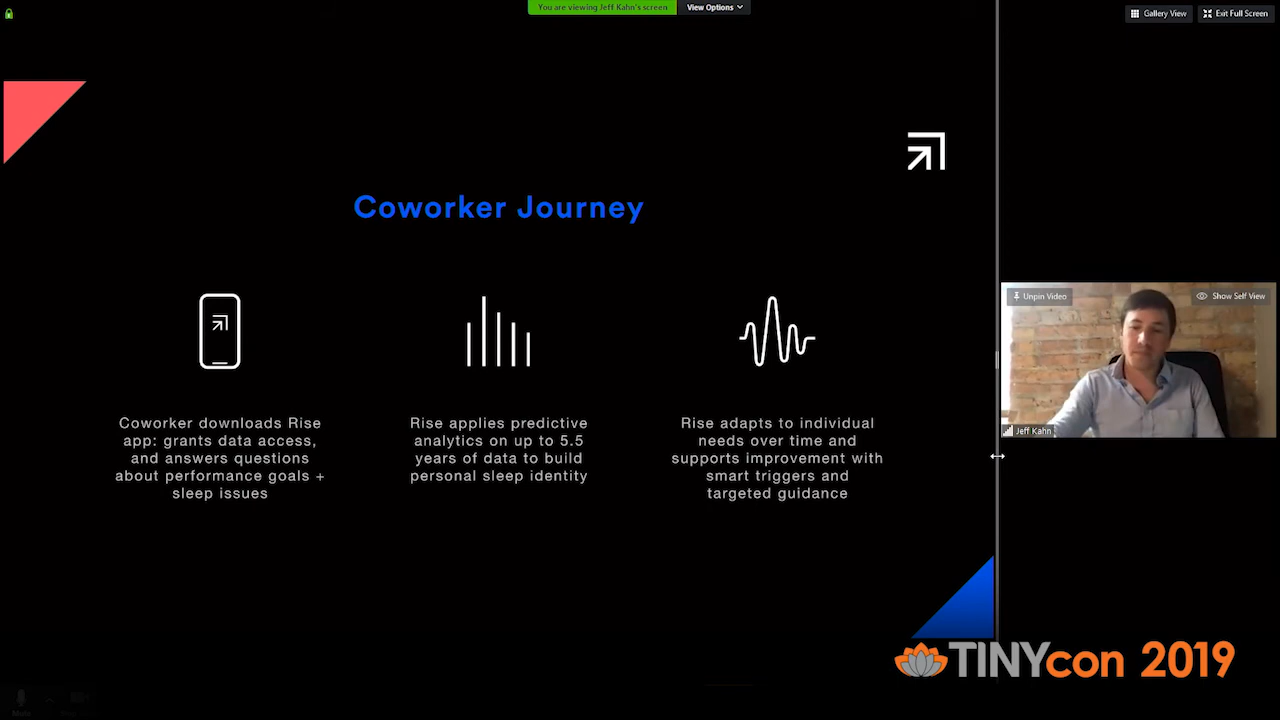 You are viewing Jeff Kahn's screen
View Options
Gallery View
Exit Full Screen
Coworker Journey
Coworker downloads Rise
app: grants data access,
and answers questions
about performance goals +
sleep issues
Rise applies predictive
analytics on up to 5.5
years of data to build
personal sleep identity
Rise adapts to individual
needs over time and
supports improvement with
smart triggers and
targeted guidance
Unpin Video
Show Self View
Jeff Kahn
TINYcon 2019